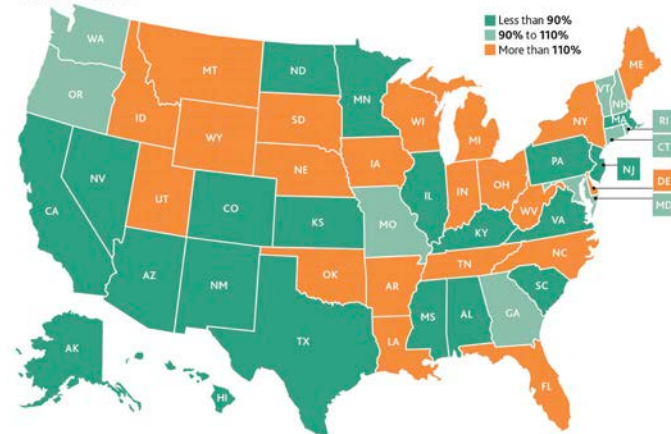 Less than 90%
90% to 110%
More than 110%
WA
OR
CA
NV
ID
MT
WY
UT
AZ
CO
NM
ND
SD
NE
KS
OK
TX
MN
IA
MO
AR
LA
WI
IL
MI
IN
OH
KY
TN
MS
AL
GA
FL
SC
NC
VA
WV
PA
NY
VT
NH
ME
MA
RI
CT
NJ
DE
MD
AK
HI